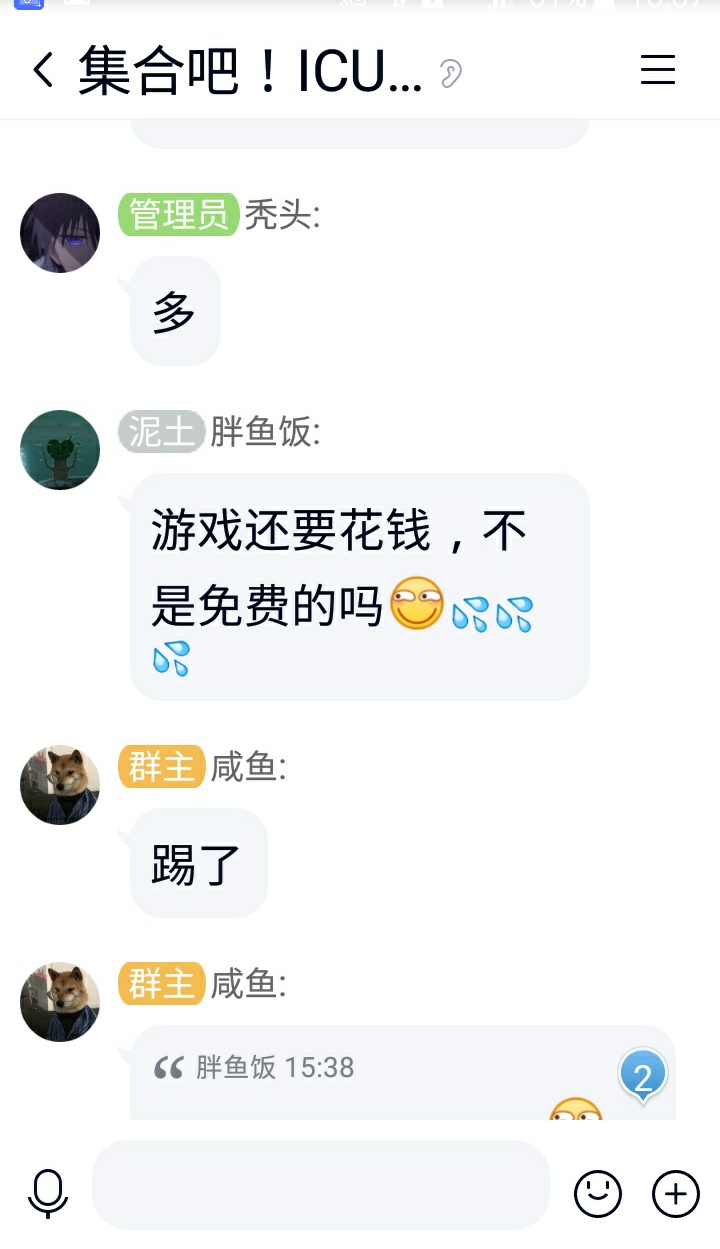 集合吧！ICU...
管理员 秃头:
多
泥土 胖鱼饭:
游戏还要花钱，不
是免费的吗
群主 咸鱼:
踢了
群主 咸鱼:
胖鱼饭 15:38
2